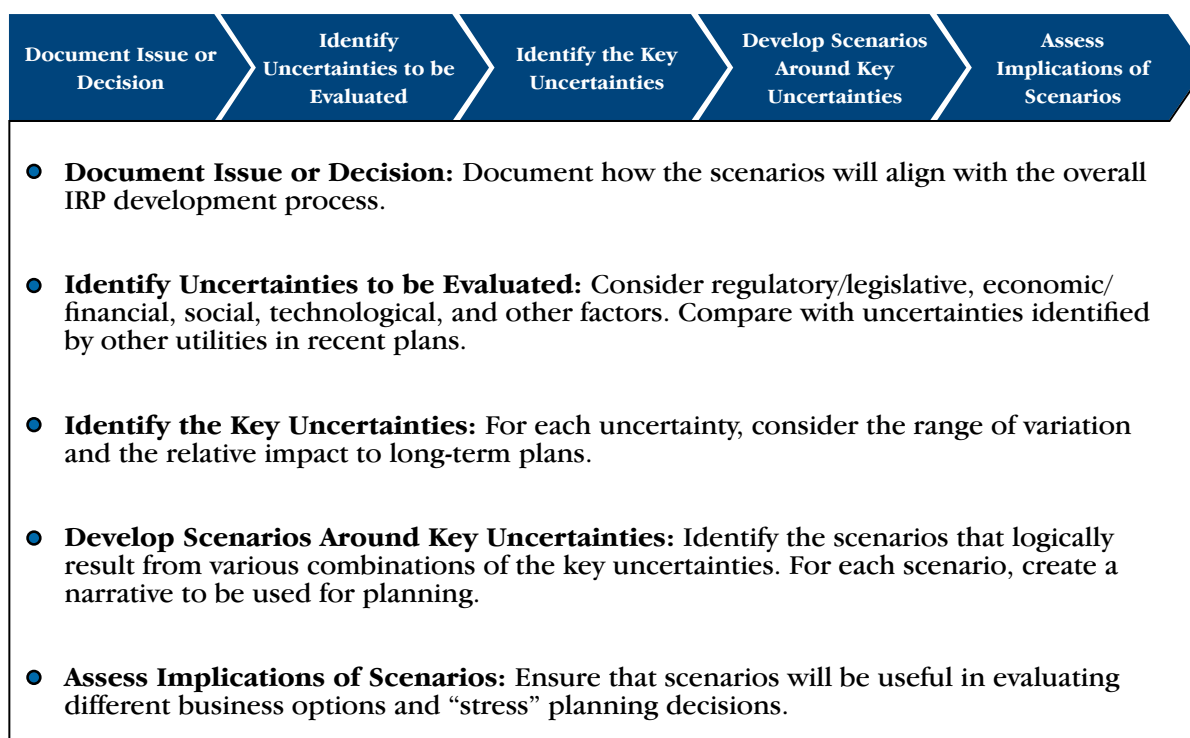 Document Issue or
Decision
Identify
Uncertainties to be
Evaluated
Identify the Key
Uncertainties
Develop Scenarios
Around Key
Uncertainties
Assess
Implications of
Scenarios
Document Issue or Decision: Document how the scenarios will align with the overall
IRP development process.
Identify Uncertainties to be Evaluated: Consider regulatory/legislative, economic/
financial, social, technological, and other factors. Compare with uncertainties identified
by other utilities in recent plans.
Identify the Key Uncertainties: For each uncertainty, consider the range of variation
and the relative impact to long-term plans.
Develop Scenarios Around Key Uncertainties: Identify the scenarios that logically
result from various combinations of the key uncertainties. For each scenario, create a
narrative to be used for planning.
Assess Implications of Scenarios: Ensure that scenarios will be useful in evaluating
different business options and “stress” planning decisions.